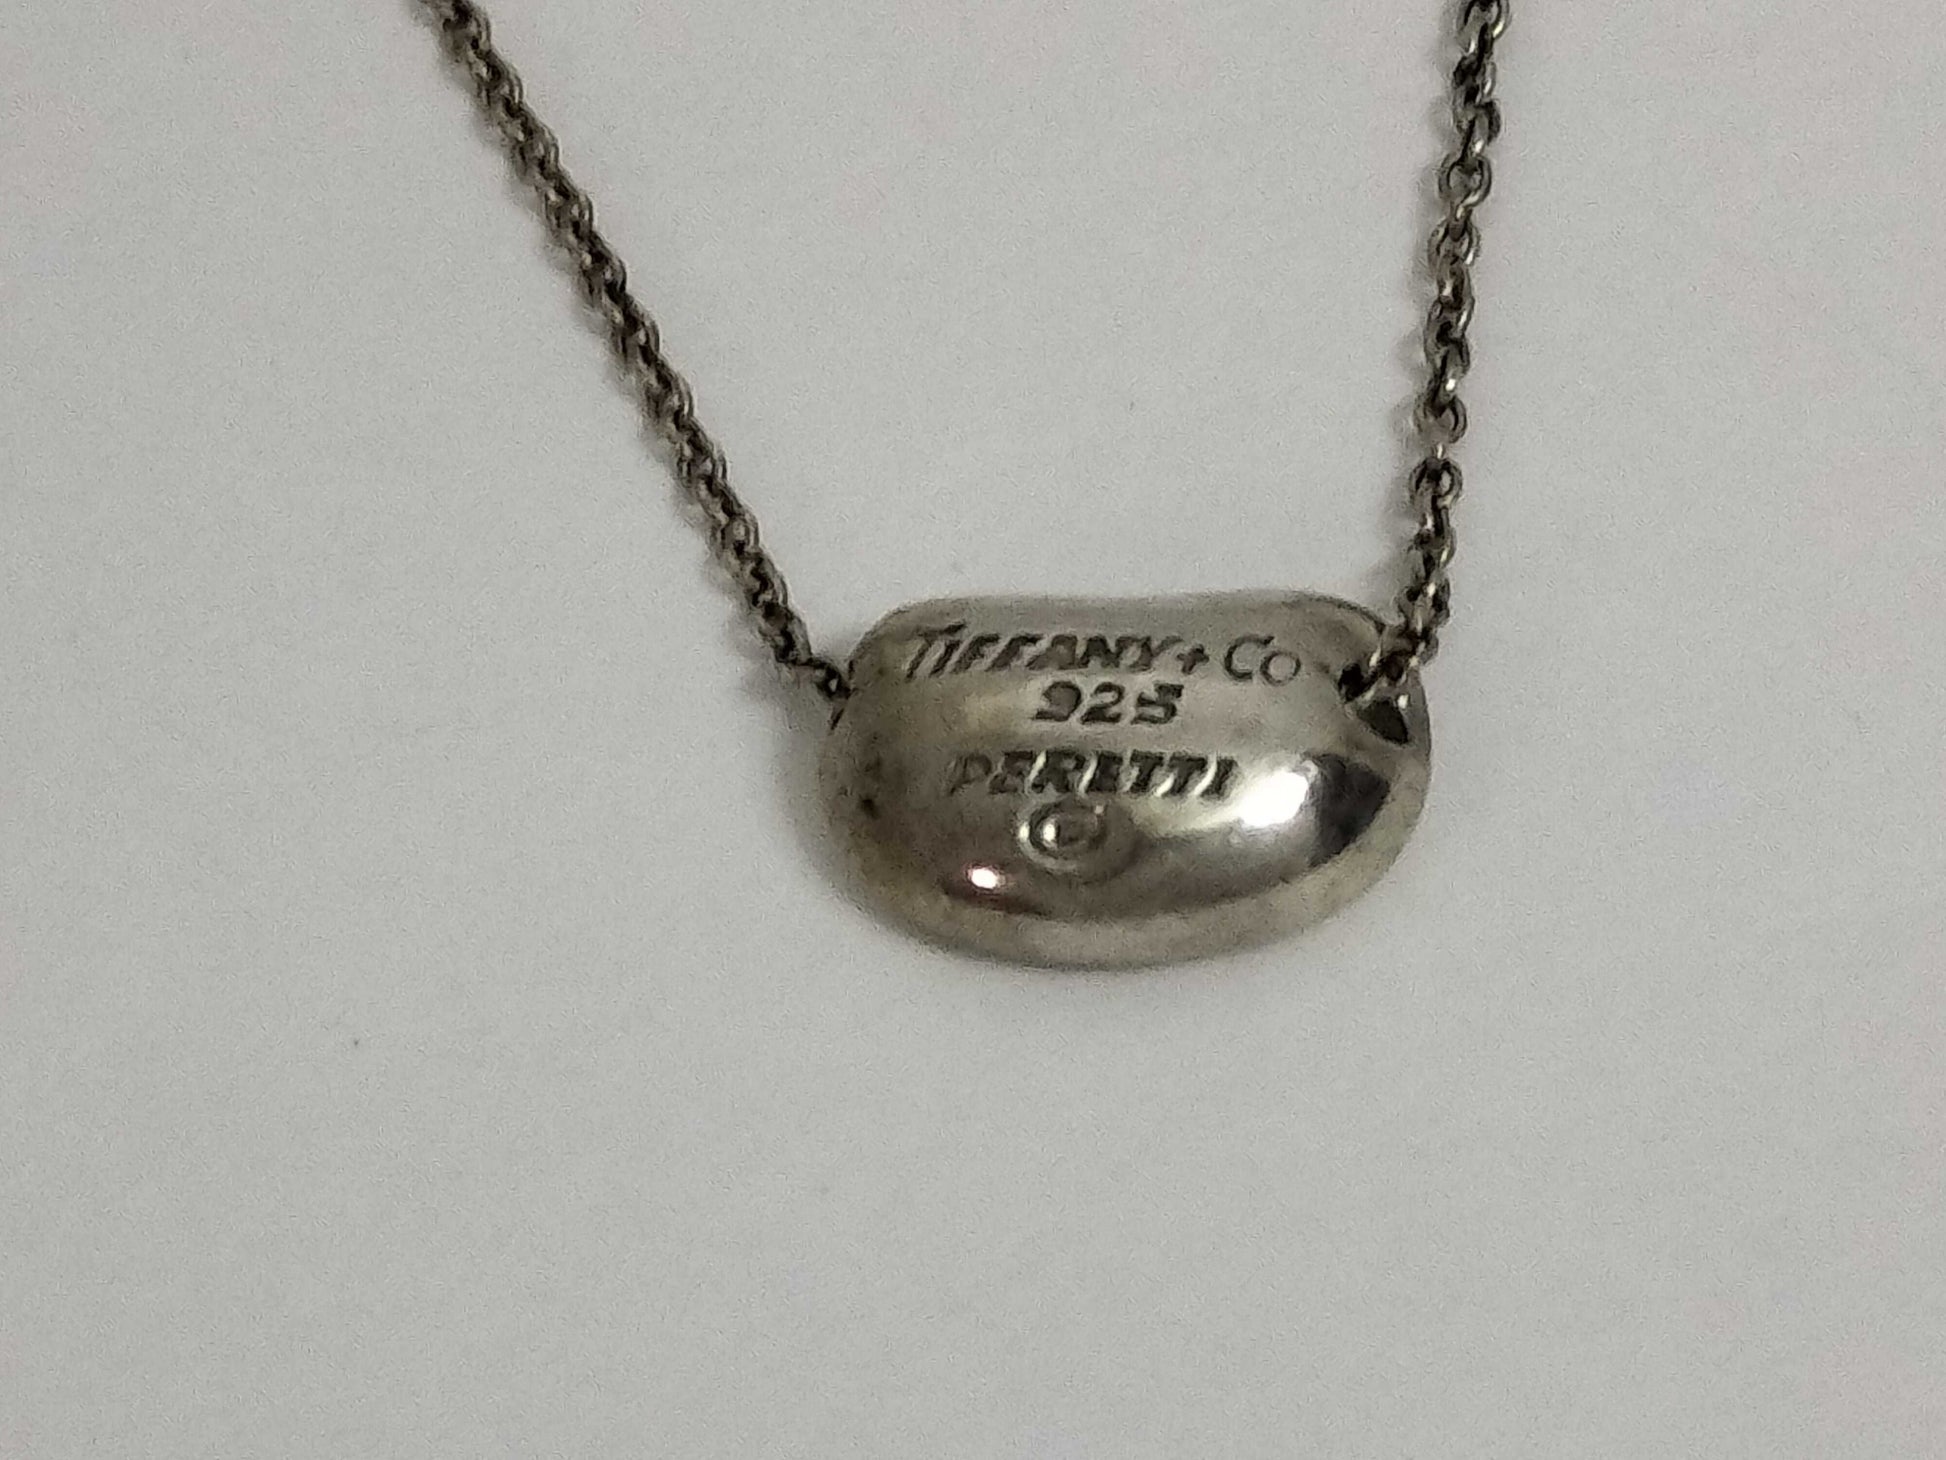 TIFFANY + CO
925
PERETTI
©